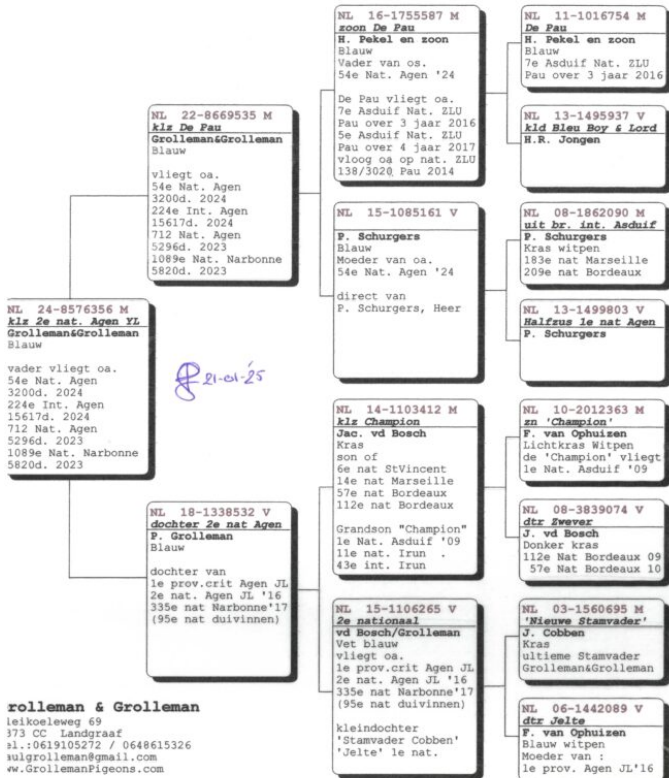 NL 24-8576356 M
klz 2e nat. Agen YL
Grolleman&Grolleman
Blauw
vader vliegt oa.
54e Nat. Agen
3200d. 2024
224e Int. Agen
15617d. 2024
712 Nat. Agen
5296d. 2023
1089e Nat. Narbonne
5820d. 2023
21-01-'25
NL 22-8669535 M
klz De Pau
Grolleman&Grolleman
Blauw
vliegt oa.
54e Nat. Agen
3200d. 2024
224e Int. Agen
15617d. 2024
712 Nat. Agen
5296d. 2023
1089e Nat. Narbonne
5820d. 2023
NL 18-1338532 V
dochter 2e nat Agen
P. Grolleman
Blauw
dochter van
1e prov.crit Agen JL
2e nat. Agen JL '16
335e nat Narbonne'17
(95e nat duivinnen)
NL 16-1755587 M
zoon De Pau
H. Pekel en zoon
Blauw
Vader van os.
54e Nat. Agen '24
De Pau vliegt oa.
7e Asduif Nat. ZLU
Pau over 3 jaar 2016
5e Asduif Nat. ZLU
Pau over 4 jaar 2017
vloog oa op nat. ZLU
138/3020 Pau 2014
NL 15-1085161 V
P. Schurgers
Blauw
Moeder van oa.
54e Nat. Agen '24
direct van
P. Schurgers, Heer
NL 14-1103412 M
klz Champion
Jac. vd Bosch
Kras
son of
6e nat StVincent
14e nat Marseille
57e nat Bordeaux
112e nat Bordeaux
Grandson "Champion"
1e Nat. Asduif '09
11e nat. Irun .
43e int. Irun
NL 15-1106265 V
2e nationaal
vd Bosch/Grolleman
Vet blauw
vliegt oa.
1e prov.crit Agen JL
2e nat. Agen JL '16
335e nat Narbonne'17
(95e nat duivinnen)
kleindochter
'Stamvader Cobben'
'Jelte' 1e nat.
NL 11-1016754 M
De Pau
H. Pekel en zoon
Blauw
7e Asduif Nat. ZLU
Pau over 3 jaar 2016
NL 13-1495937 V
kld Bleu Boy & Lord
H.R. Jongen
NL 08-1862090 M
uit br. int. Asduif
P. Schurgers
Kras witpen
183e nat Marseille
209e nat Bordeaux
NL 13-1499803 V
Halfzus 1e nat Agen
P. Schurgers
NL 10-2012363 M
zn 'Champion'
F. van Ophuizen
Lichtkras Witpen
de 'Champion' vliegt
1e Nat. Asduif '09
NL 08-3839074 V
dtr Zwever
J. vd Bosch
Donker kras
112e Nat Bordeaux 09
57e Nat Bordeaux 10
NL 03-1560695 M
'Nieuwe Stamvader'
J. Cobben
Kras
ultieme Stamvader
Grolleman&Grolleman
NL 06-1442089 V
dtr Jelte
F. van Ophuizen
Blauw witpen
Moeder van :
1e prov. Agen JL'16
rolleman & Grolleman
leikoeleweg 69
373 CC Landgraaf
el.:0619105272 / 0648615326
aulgrolleman@gmail.com
ww.GrollemanPigeons.com